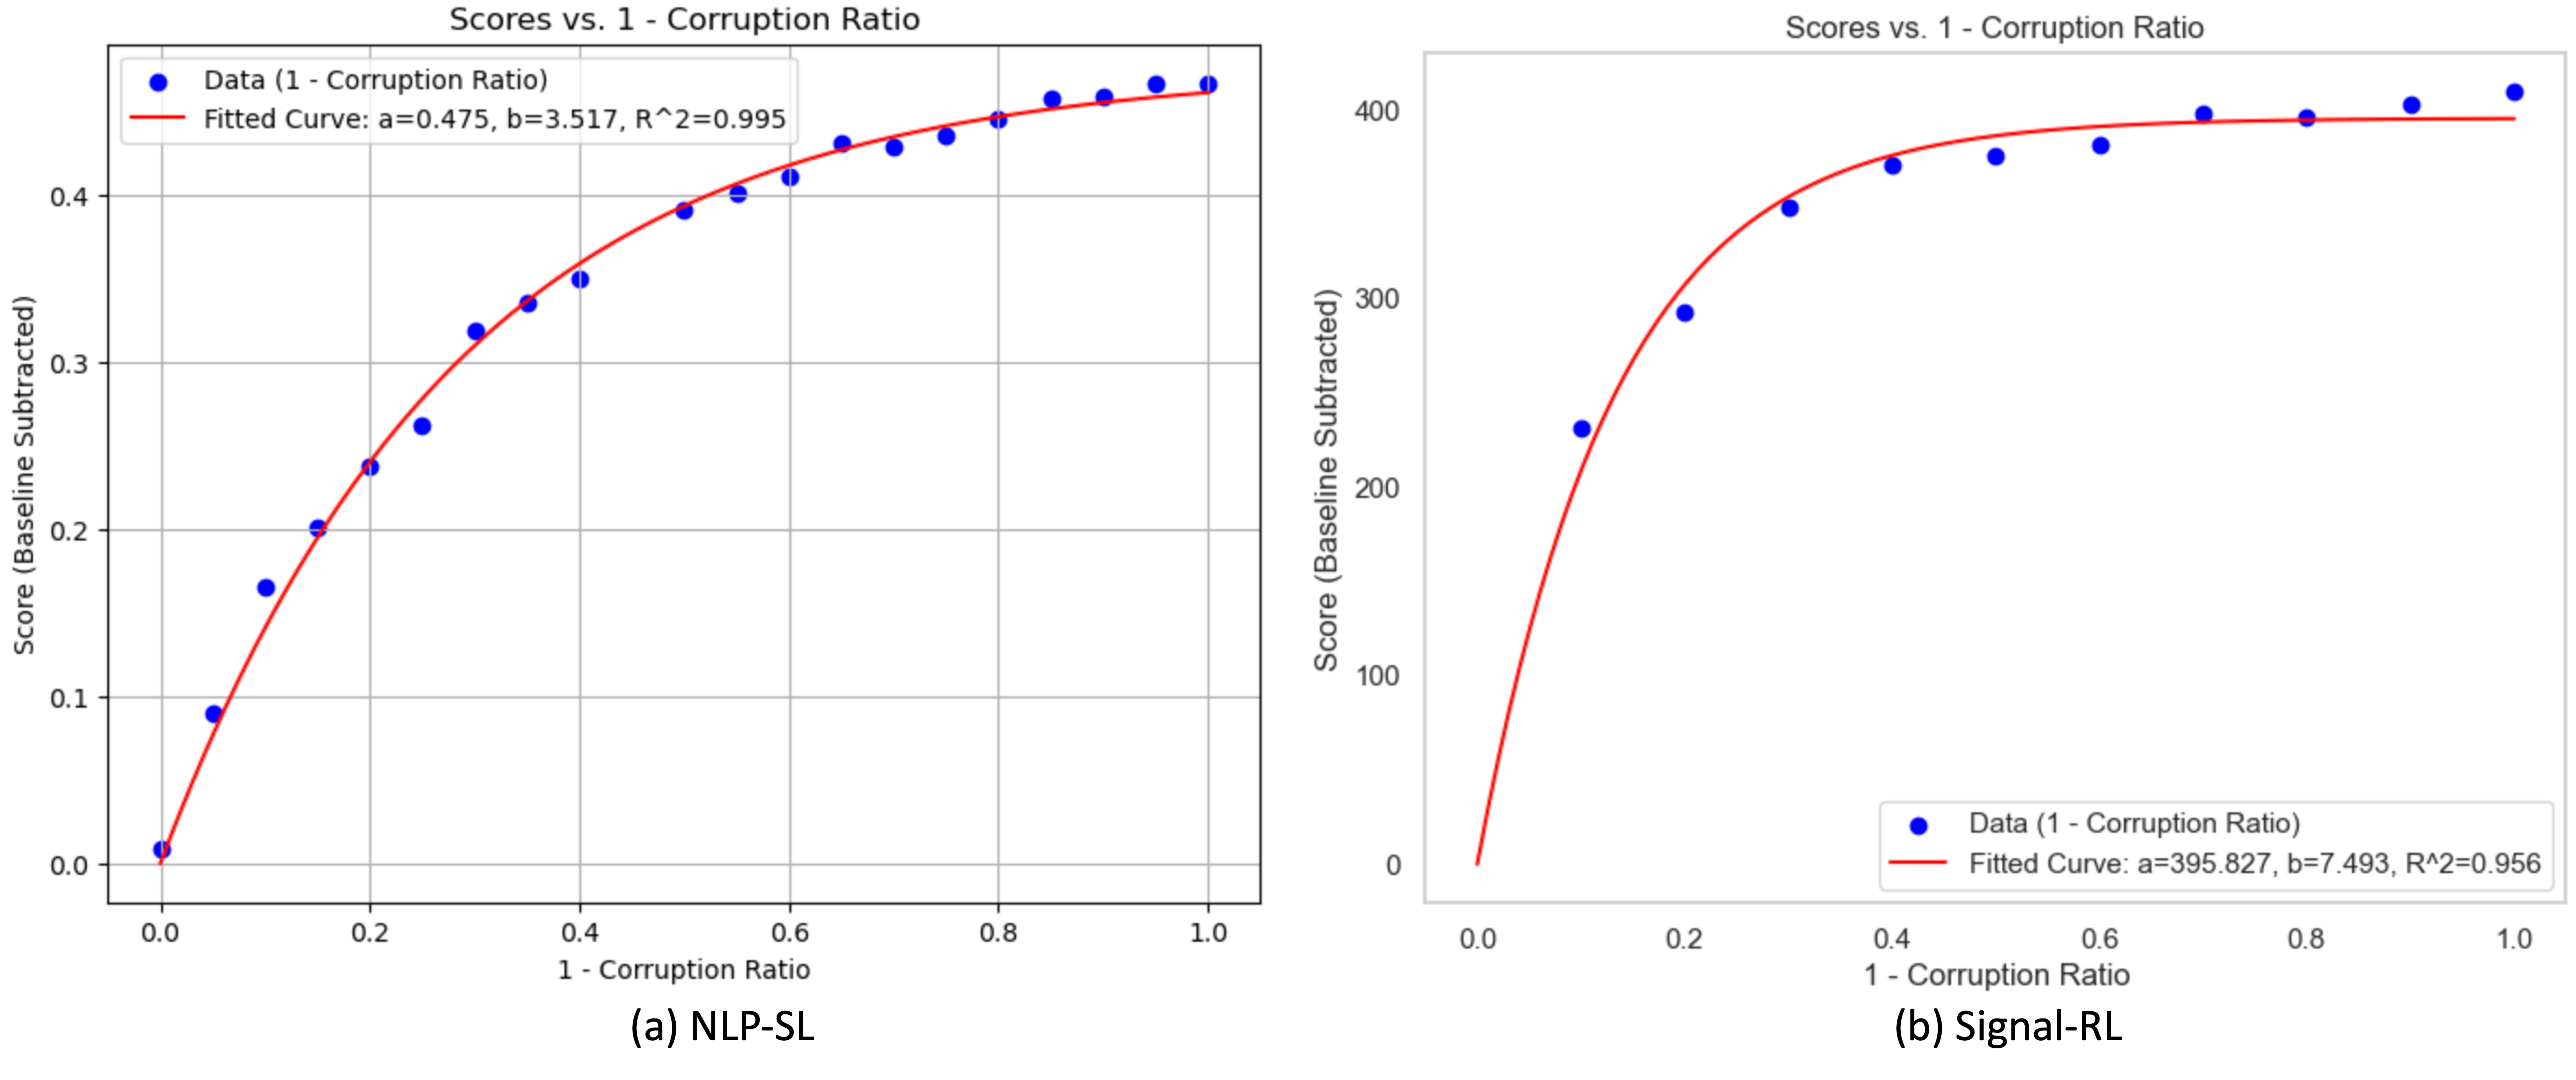 Scores vs. 1 - Corruption Ratio
Data (1 - Corruption Ratio)
Fitted Curve: a=0.475, b=3.517, R^2=0.995
Score (Baseline Subtracted)
0.4
0.3
0.2
0.1
0.0
0.0 0.2 0.4 0.6 0.8 1.0
1 - Corruption Ratio
(a) NLP-SL
Scores vs. 1 - Corruption Ratio
Score (Baseline Subtracted)
400
300
200
100
0
Data (1 - Corruption Ratio)
Fitted Curve: a=395.827, b=7.493, R^2=0.956
0.0 0.2 0.4 0.6 0.8 1.0
1 - Corruption Ratio
(b) Signal-RL